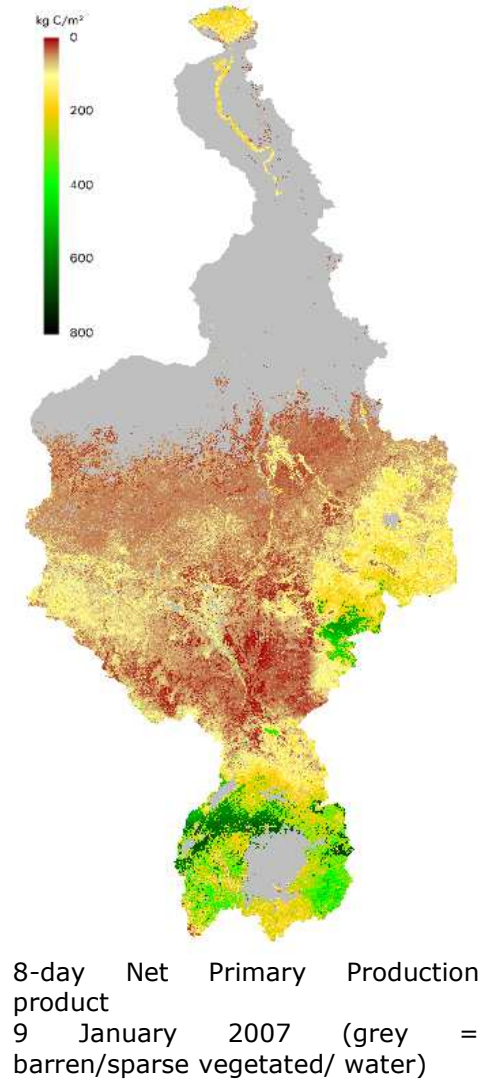 kg C/m²
0
200
400
600
800
8-day Net Primary Production
product
9 January 2007 (grey =
barren/sparse vegetated/ water)